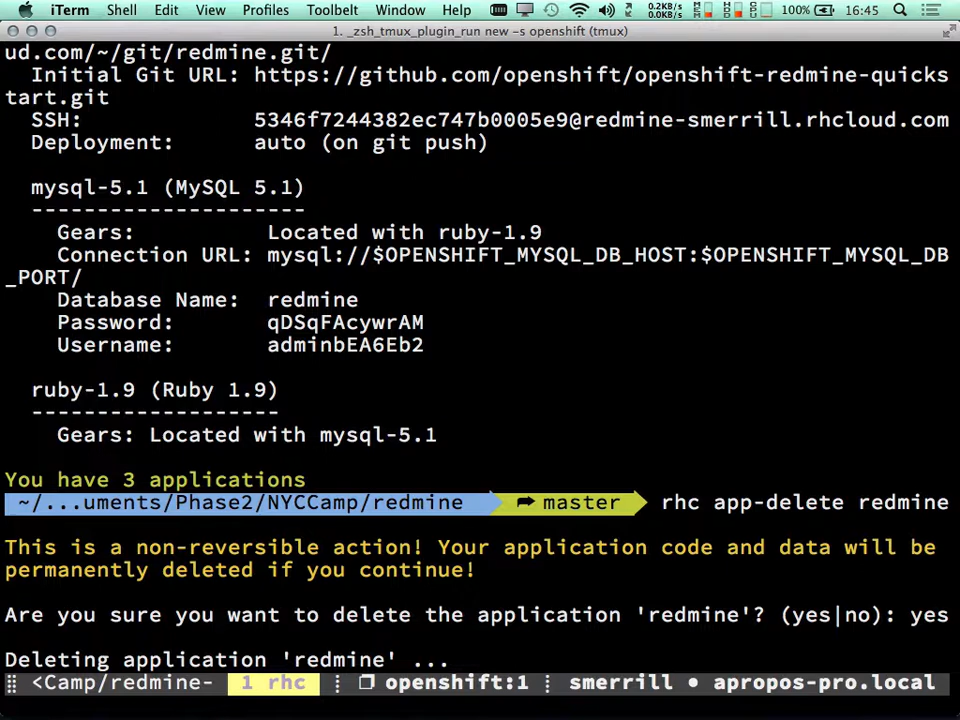 iTerm Shell Edit View Profiles Toolbelt Window Help 0.2KB/s 0.0KB/s 100% 16:45
1. _zsh_tmux_plugin_run new -s openshift (tmux)
ud.com/~/git/redmine.git/
Initial Git URL: https://github.com/openshift/openshift-redmine-quicks
tart.git
SSH: 5346f7244382ec747b0005e9@redmine-smerrill.rhcloud.com
Deployment: auto (on git push)
mysql-5.1 (MySQL 5.1)
---------------------
Gears: Located with ruby-1.9
Connection URL: mysql://$OPENSHIFT_MYSQL_DB_HOST:$OPENSHIFT_MYSQL_DB
_PORT/
Database Name: redmine
Password: qDSqFAcywrAM
Username: adminbEA6Eb2
ruby-1.9 (Ruby 1.9)
-------------------
Gears: Located with mysql-5.1
You have 3 applications
~/...uments/Phase2/NYCCamp/redmine master rhc app-delete redmine
This is a non-reversible action! Your application code and data will be
permanently deleted if you continue!
Are you sure you want to delete the application 'redmine'? (yes|no): yes
Deleting application 'redmine' ...
<Camp/redmine- 1 rhc openshift:1 smerrill • apropos-pro.local